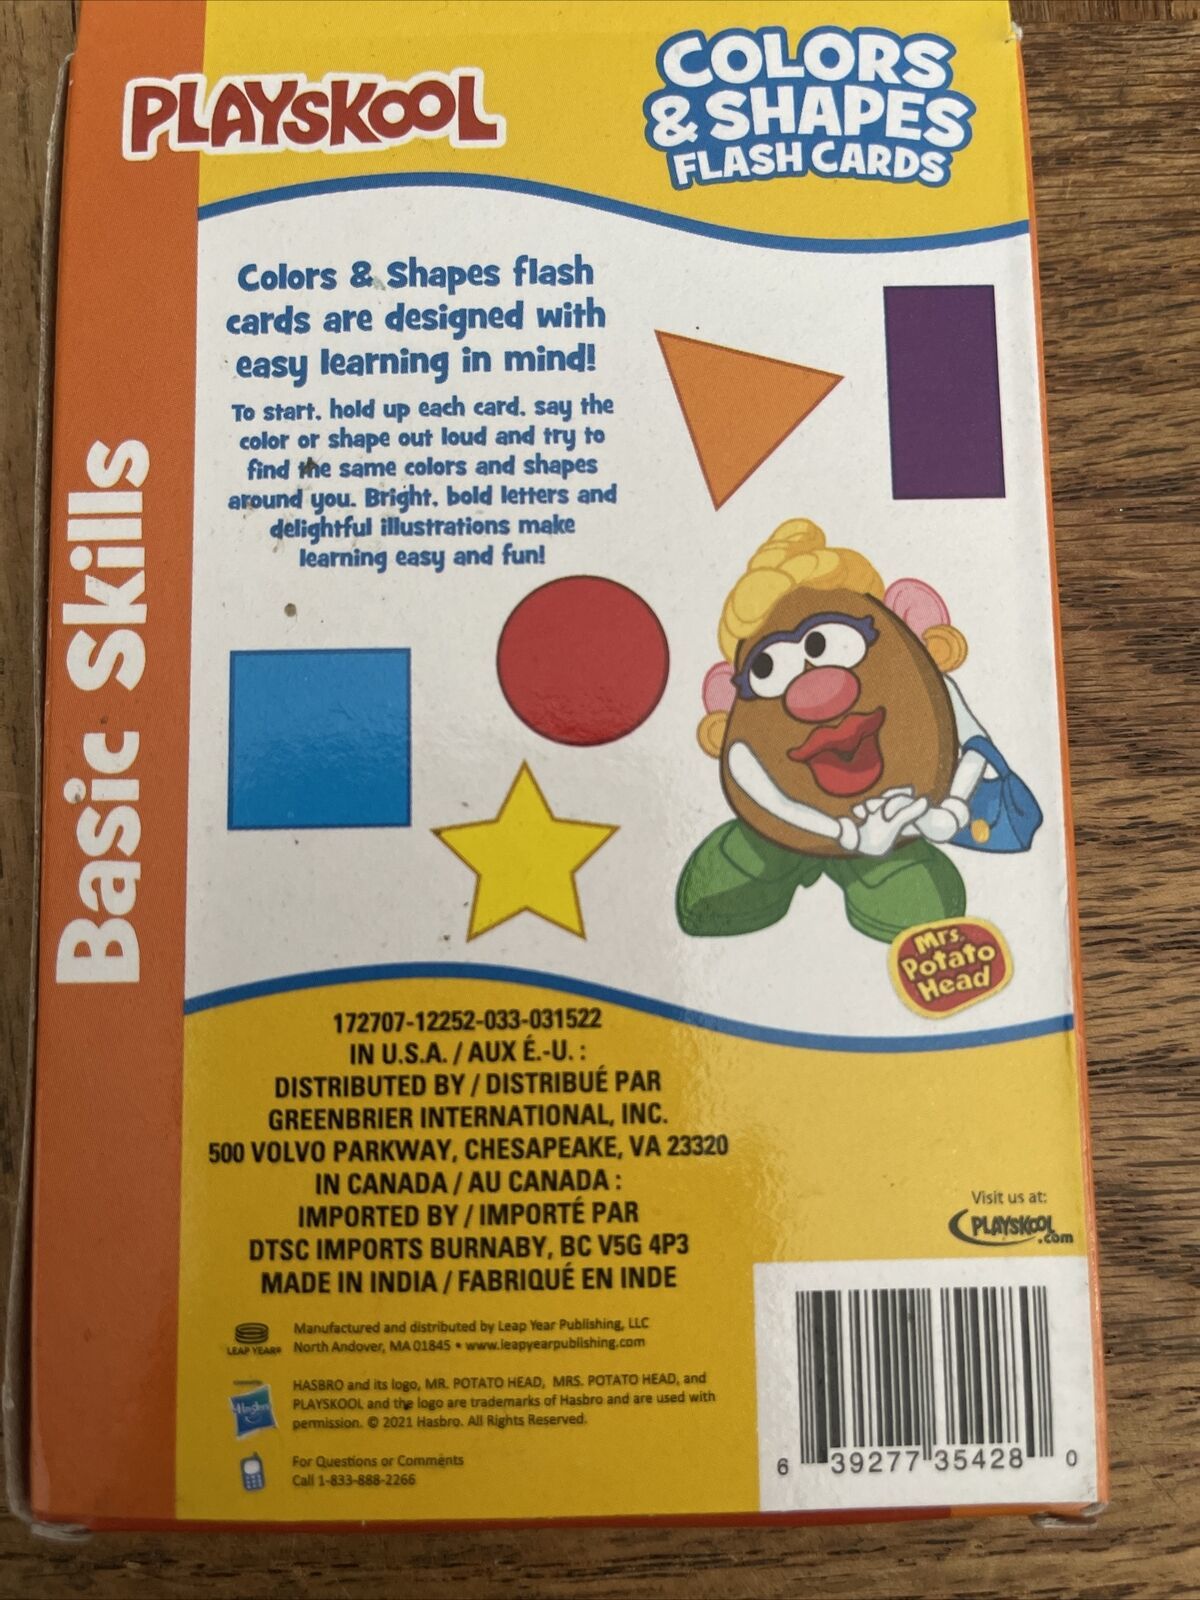 PLAYSKOOL
COLORS
& SHAPES
FLASH CARDS
Colors & Shapes flash
cards are designed with
easy learning in mind!
To start, hold up each card, say the
color or shape out loud and try to
find the same colors and shapes
around you. Bright, bold letters and
delightful illustrations make
learning easy and fun!
Basic Skills
Mrs.
Potato
Head
172707-12252-033-031522
IN U.S.A. / AUX É.-U. :
DISTRIBUTED BY / DISTRIBUÉ PAR
GREENBRIER INTERNATIONAL, INC.
500 VOLVO PARKWAY, CHESAPEAKE, VA 23320
IN CANADA / AU CANADA :
IMPORTED BY / IMPORTÉ PAR
DTSC IMPORTS BURNABY, BC V5G 4P3
MADE IN INDIA / FABRIQUÉ EN INDE
Visit us at:
PLAYSKOOL
.com
LEAP YEAR®
Manufactured and distributed by Leap Year Publishing, LLC
North Andover, MA 01845 • www.leapyearpublishing.com
Hasbro
HASBRO and its logo, MR. POTATO HEAD, MRS. POTATO HEAD, and
PLAYSKOOL and the logo are trademarks of Hasbro and are used with
permission. © 2021 Hasbro. All Rights Reserved.
For Questions or Comments
Call 1-833-888-2266
6 39277 35428 0